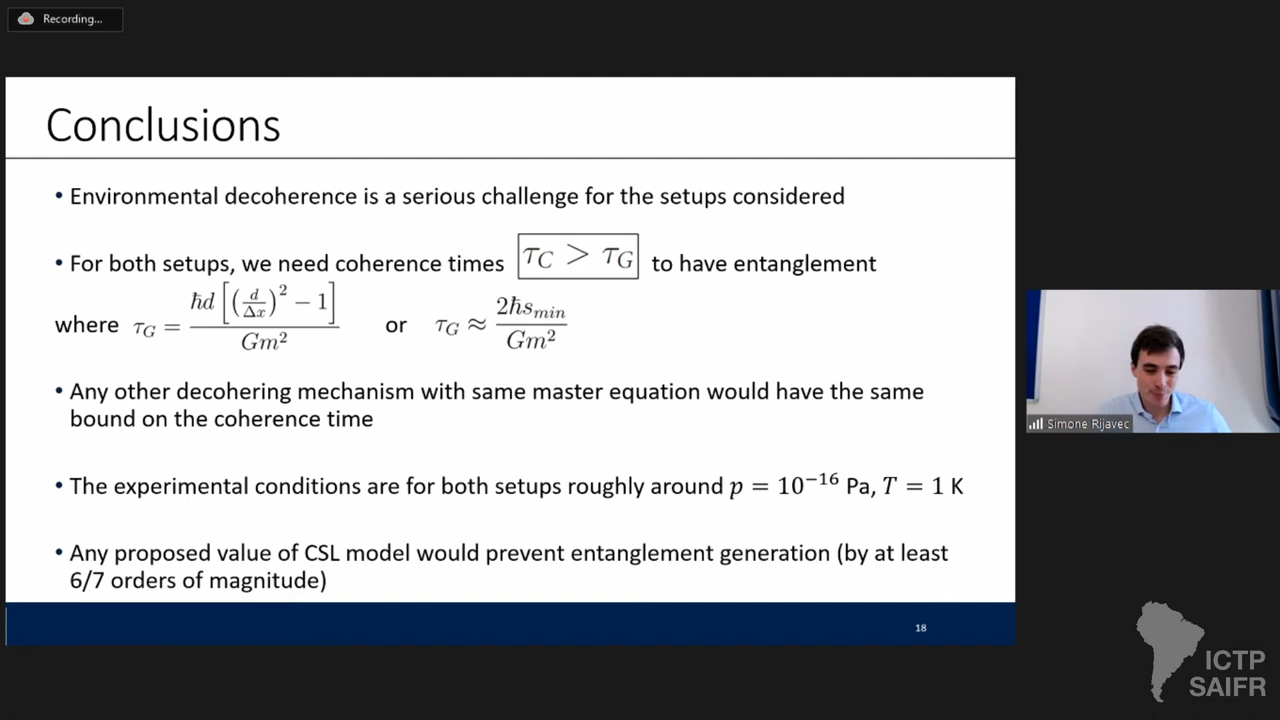 Recording...
Conclusions
• Environmental decoherence is a serious challenge for the setups considered
• For both setups, we need coherence times τ_C > τ_G to have entanglement
where τ_G = ħd[(d/Δx)² − 1]/Gm² or τ_G ≈ 2ħs_min/Gm²
• Any other decohering mechanism with same master equation would have the same
bound on the coherence time
• The experimental conditions are for both setups roughly around p = 10⁻¹⁶ Pa, T = 1 K
• Any proposed value of CSL model would prevent entanglement generation (by at least
6/7 orders of magnitude)
18
Simone Rijavec
ICTP
SAIFR